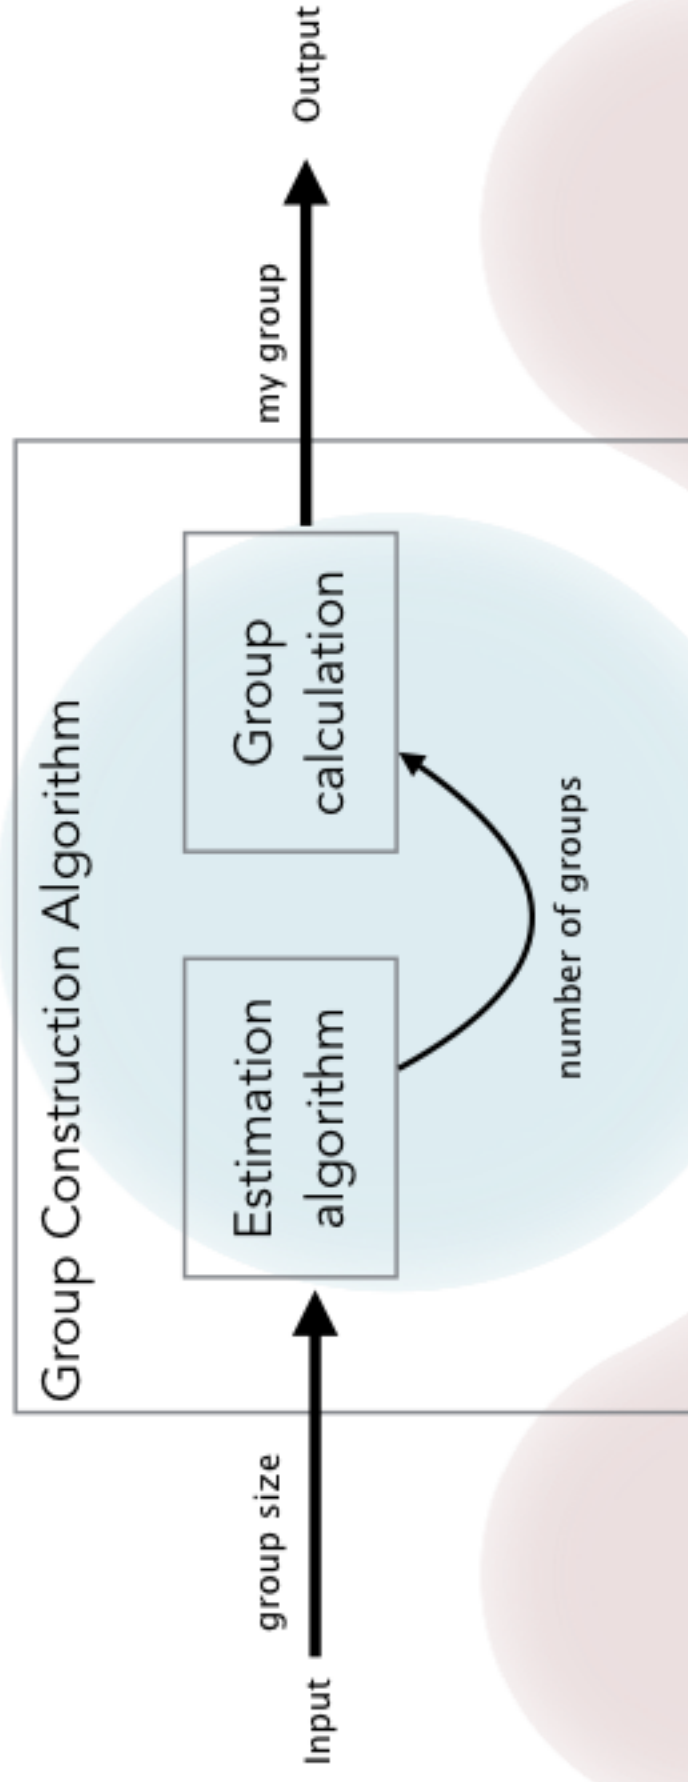 Group Construction Algorithm
Input
group size
Estimation
algorithm
number of groups
Group
calculation
my group
Output